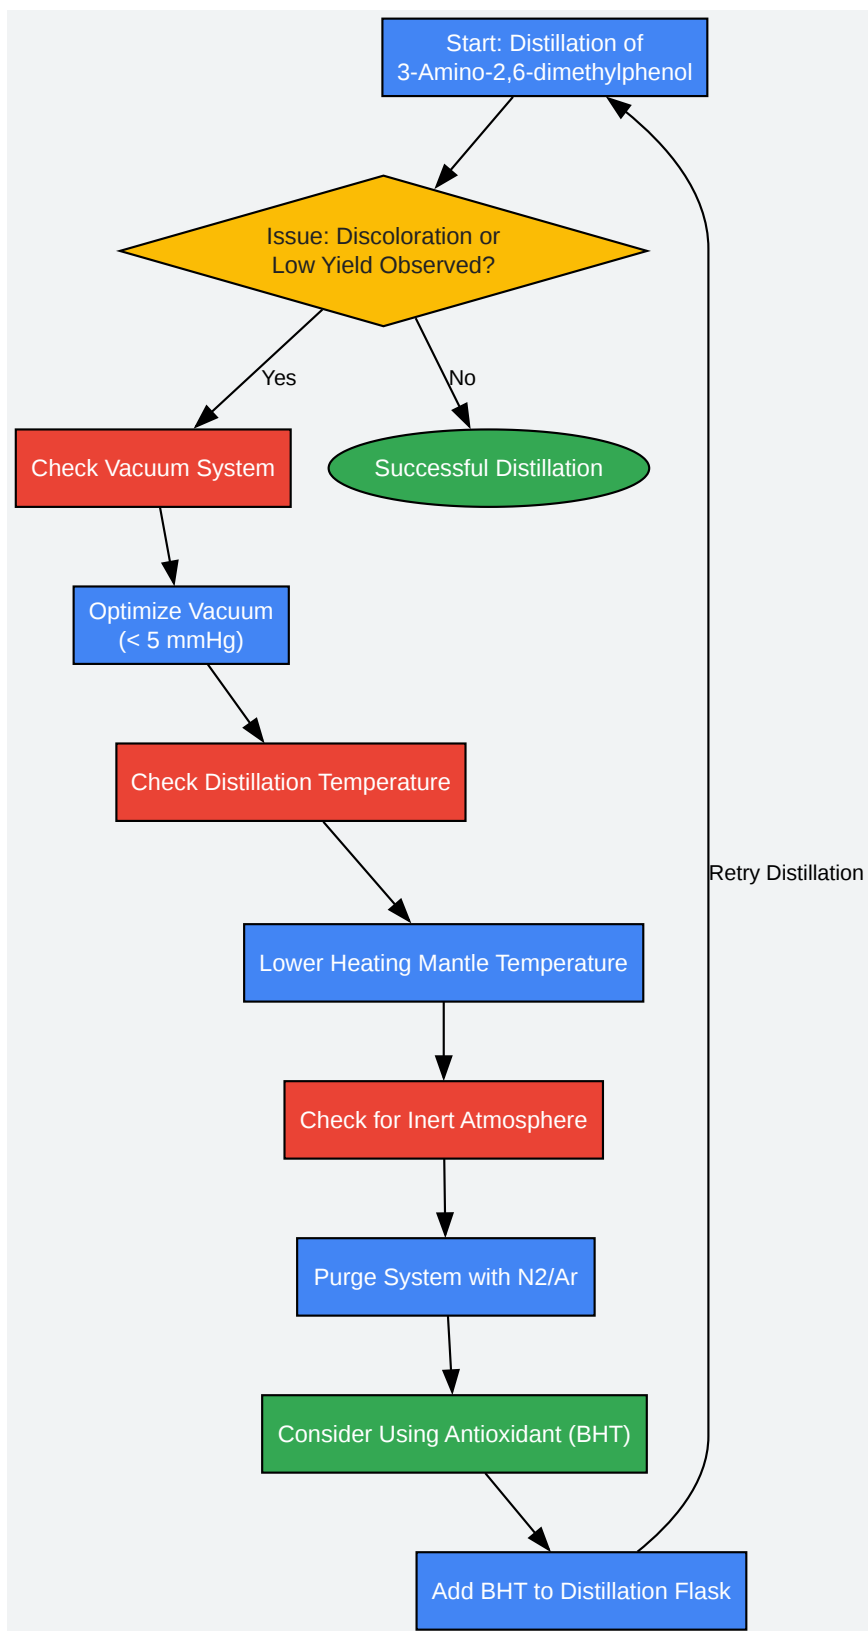 Start: Distillation of
3-Amino-2,6-dimethylphenol
Issue: Discoloration or
Low Yield Observed?
Yes
No
Check Vacuum System
Successful Distillation
Optimize Vacuum
(< 5 mmHg)
Check Distillation Temperature
Retry Distillation
Lower Heating Mantle Temperature
Check for Inert Atmosphere
Purge System with N2/Ar
Consider Using Antioxidant (BHT)
Add BHT to Distillation Flask